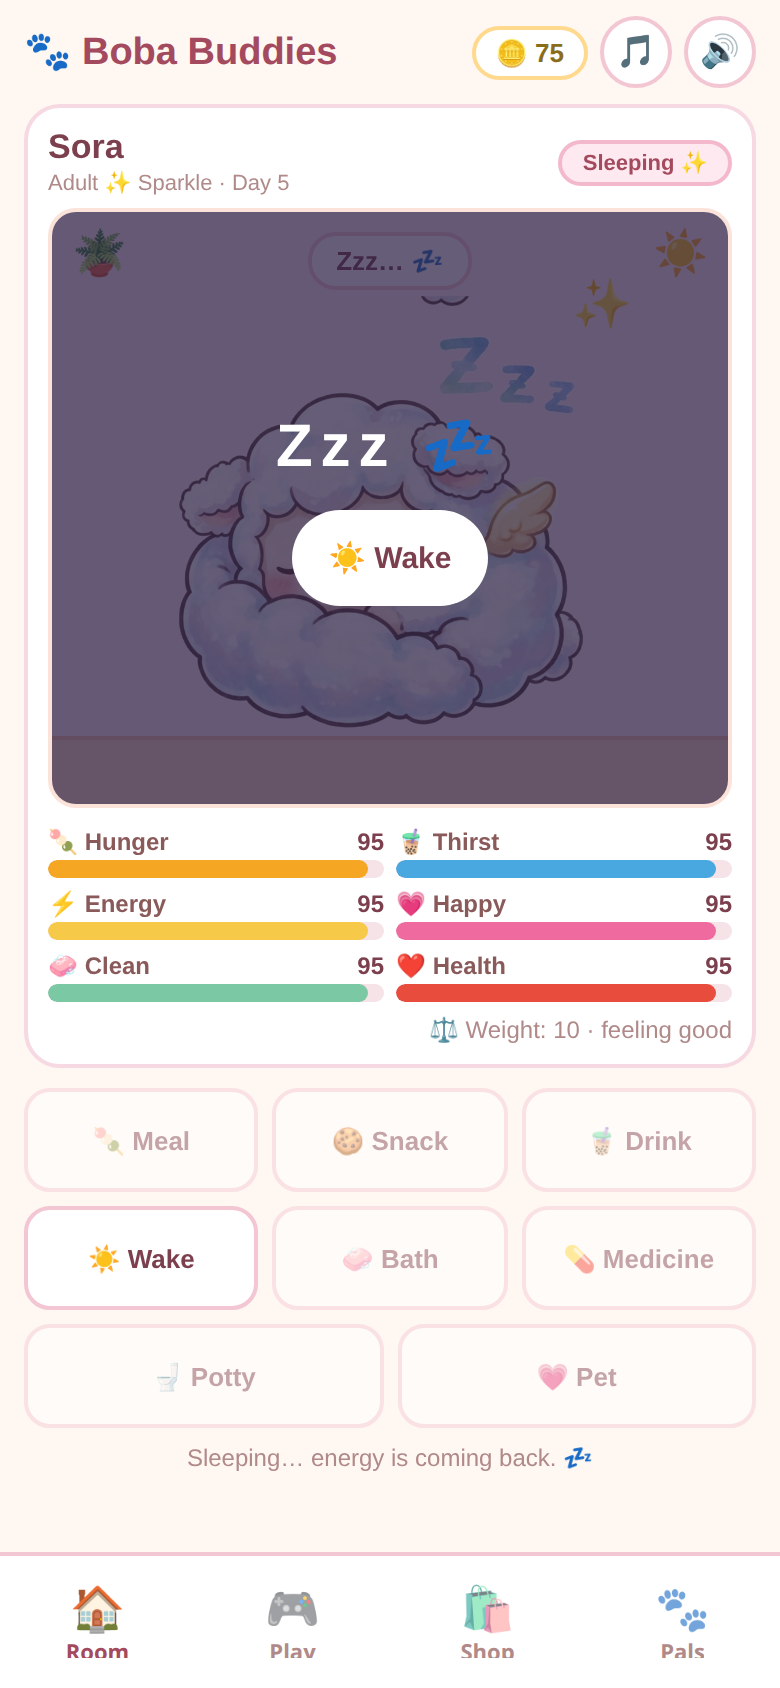 🐾 Boba Buddies 🪙 75 🎵 🔊
Sora
Adult ✨ Sparkle · Day 5
Sleeping ✨
Zzz… 💤
Zzz
Zzz 💤
☀️ Wake
🍡 Hunger 95
🧋 Thirst 95
⚡ Energy 95
💗 Happy 95
🧼 Clean 95
❤️ Health 95
⚖️ Weight: 10 · feeling good
🍡 Meal
🍪 Snack
🧋 Drink
☀️ Wake
🧼 Bath
💊 Medicine
🚽 Potty
💗 Pet
Sleeping… energy is coming back. 💤
Room
Play
Shop
Pals